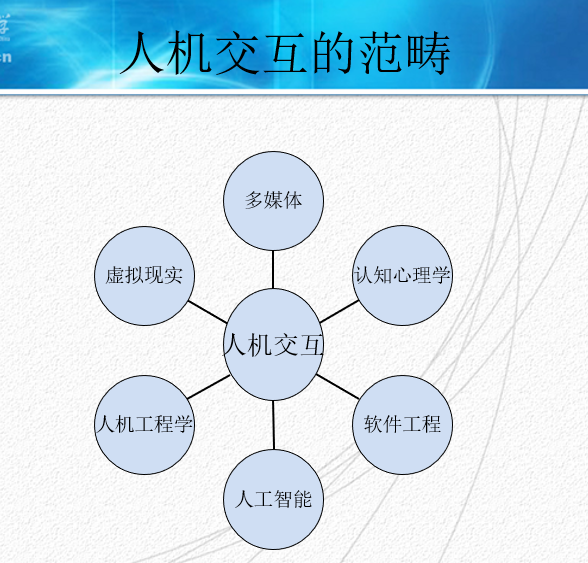 人机交互的范畴
多媒体
虚拟现实
认知心理学
人机交互
人机工程学
软件工程
人工智能